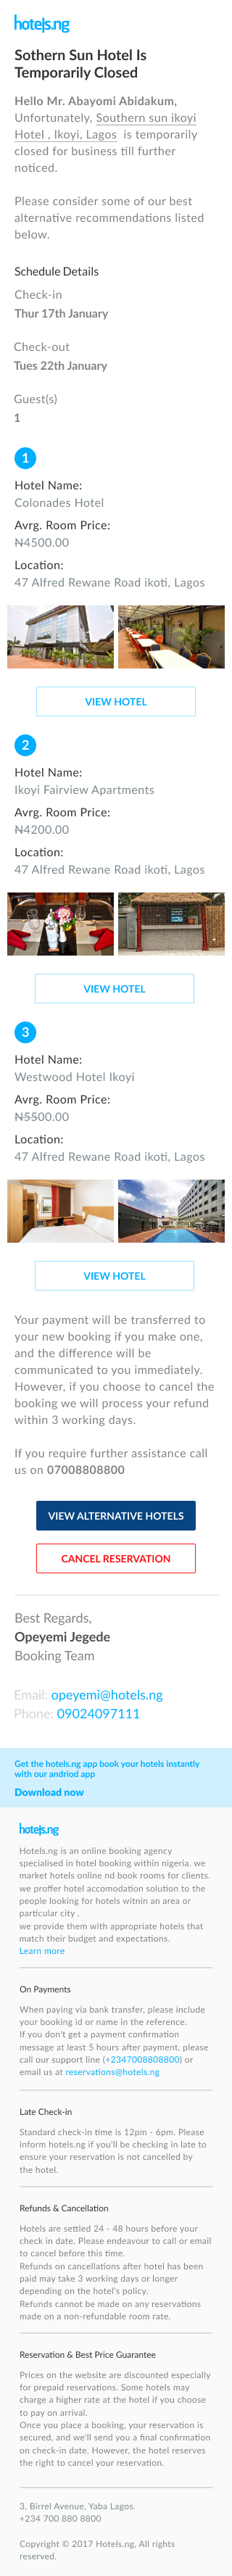 hotels.ng
Sothern Sun Hotel Is
Temporarily Closed
Hello Mr. Abayomi Abidakum,
Unfortunately, Southern sun ikoyi
Hotel , Ikoyi, Lagos is temporarily
closed for business till further
noticed.
Please consider some of our best
alternative recommendations listed
below.
Schedule Details
Check-in
Thur 17th January
Check-out
Tues 22th January
Guest(s)
1
1
Hotel Name:
Colonades Hotel
Avrg. Room Price:
₦4500.00
Location:
47 Alfred Rewane Road ikoti, Lagos
VIEW HOTEL
2
Hotel Name:
Ikoyi Fairview Apartments
Avrg. Room Price:
₦4200.00
Location:
47 Alfred Rewane Road ikoti, Lagos
VIEW HOTEL
3
Hotel Name:
Westwood Hotel Ikoyi
Avrg. Room Price:
₦5500.00
Location:
47 Alfred Rewane Road ikoti, Lagos
VIEW HOTEL
Your payment will be transferred to
your new booking if you make one,
and the difference will be
communicated to you immediately.
However, if you choose to cancel the
booking we will process your refund
within 3 working days.
If you require further assistance call
us on 07008808800
VIEW ALTERNATIVE HOTELS
CANCEL RESERVATION
Best Regards,
Opeyemi Jegede
Booking Team
Email: opeyemi@hotels.ng
Phone: 09024097111
Get the hotels.ng app book your hotels instantly
with our andriod app
Download now
hotels.ng
Hotels.ng is an online booking agency
specialised in hotel booking within nigeria. we
market hotels online nd book rooms for clients.
we proffer hotel accomodation solution to the
people looking for hotels witnin an area or
particular city .
we provide them with appropriate hotels that
match their budget and expectations.
Learn more
On Payments
When paying via bank transfer, please include
your booking id or name in the reference.
If you don't get a payment confirmation
message at least 5 hours after payment, please
call our support line (+2347008808800) or
email us at reservations@hotels.ng
Late Check-in
Standard check-in time is 12pm - 6pm. Please
inform hotels.ng if you'll be checking in late to
ensure your reservation is not cancelled by
the hotel.
Refunds & Cancellation
Hotels are settled 24 - 48 hours before your
check in date. Please endeavour to call or email
to cancel before this time.
Refunds on cancellations after hotel has been
paid may take 3 working days or longer
depending on the hotel's policy.
Refunds cannot be made on any reservations
made on a non-refundable room rate.
Reservation & Best Price Guarantee
Prices on the website are discounted especially
for prepaid reservations. Some hotels may
charge a higher rate at the hotel if you choose
to pay on arrival.
Once you place a booking, your reservation is
secured, and we'll send you a final confirmation
on check-in date. However, the hotel reserves
the right to cancel your reservation.
3, Birrel Avenue, Yaba Lagos.
+234 700 880 8800
Copyright © 2017 Hotels.ng, All rights
reserved.